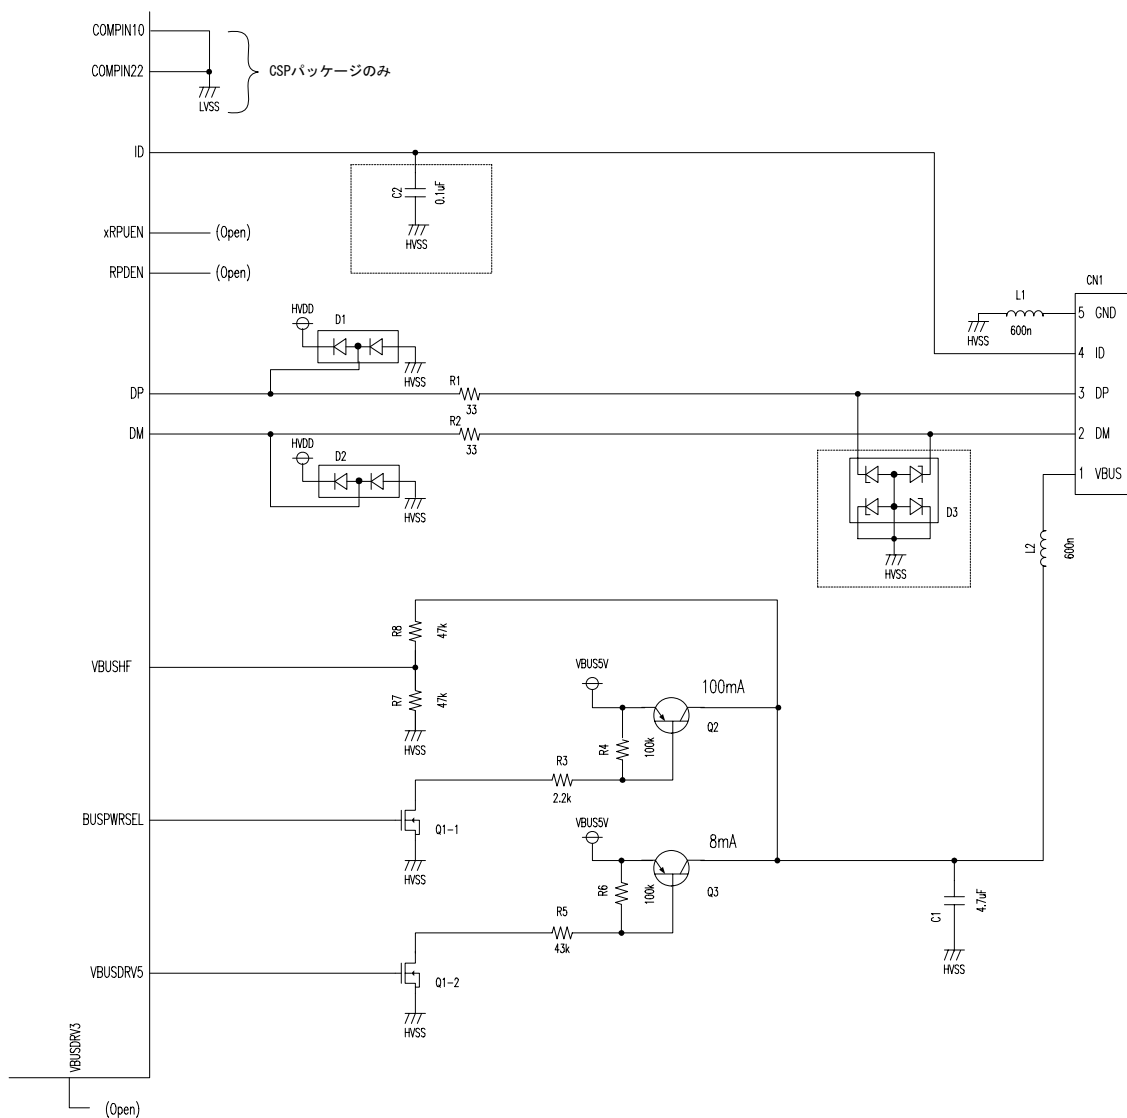 COMPIN10
COMPIN22
LVSS
CSPパッケージのみ
ID
C2
0.1uF
HVSS
xRPUEN
(Open)
RPDEN
(Open)
CN1
L1
600n
HVSS
5 GND
4 ID
3 DP
2 DM
1 VBUS
HVDD
D1
HVSS
DP
R1
33
DM
R2
33
HVDD
D2
HVSS
D3
HVSS
L2
600n
R8
47k
VBUSHF
R7
47k
HVSS
VBUS5V
100mA
Q2
R4
100k
R3
2.2k
BUSPWRSEL
Q1-1
HVSS
VBUS5V
8mA
Q3
R6
100k
R5
43k
C1
4.7uF
HVSS
VBUSDRV5
Q1-2
HVSS
VBUSDRV3
(Open)